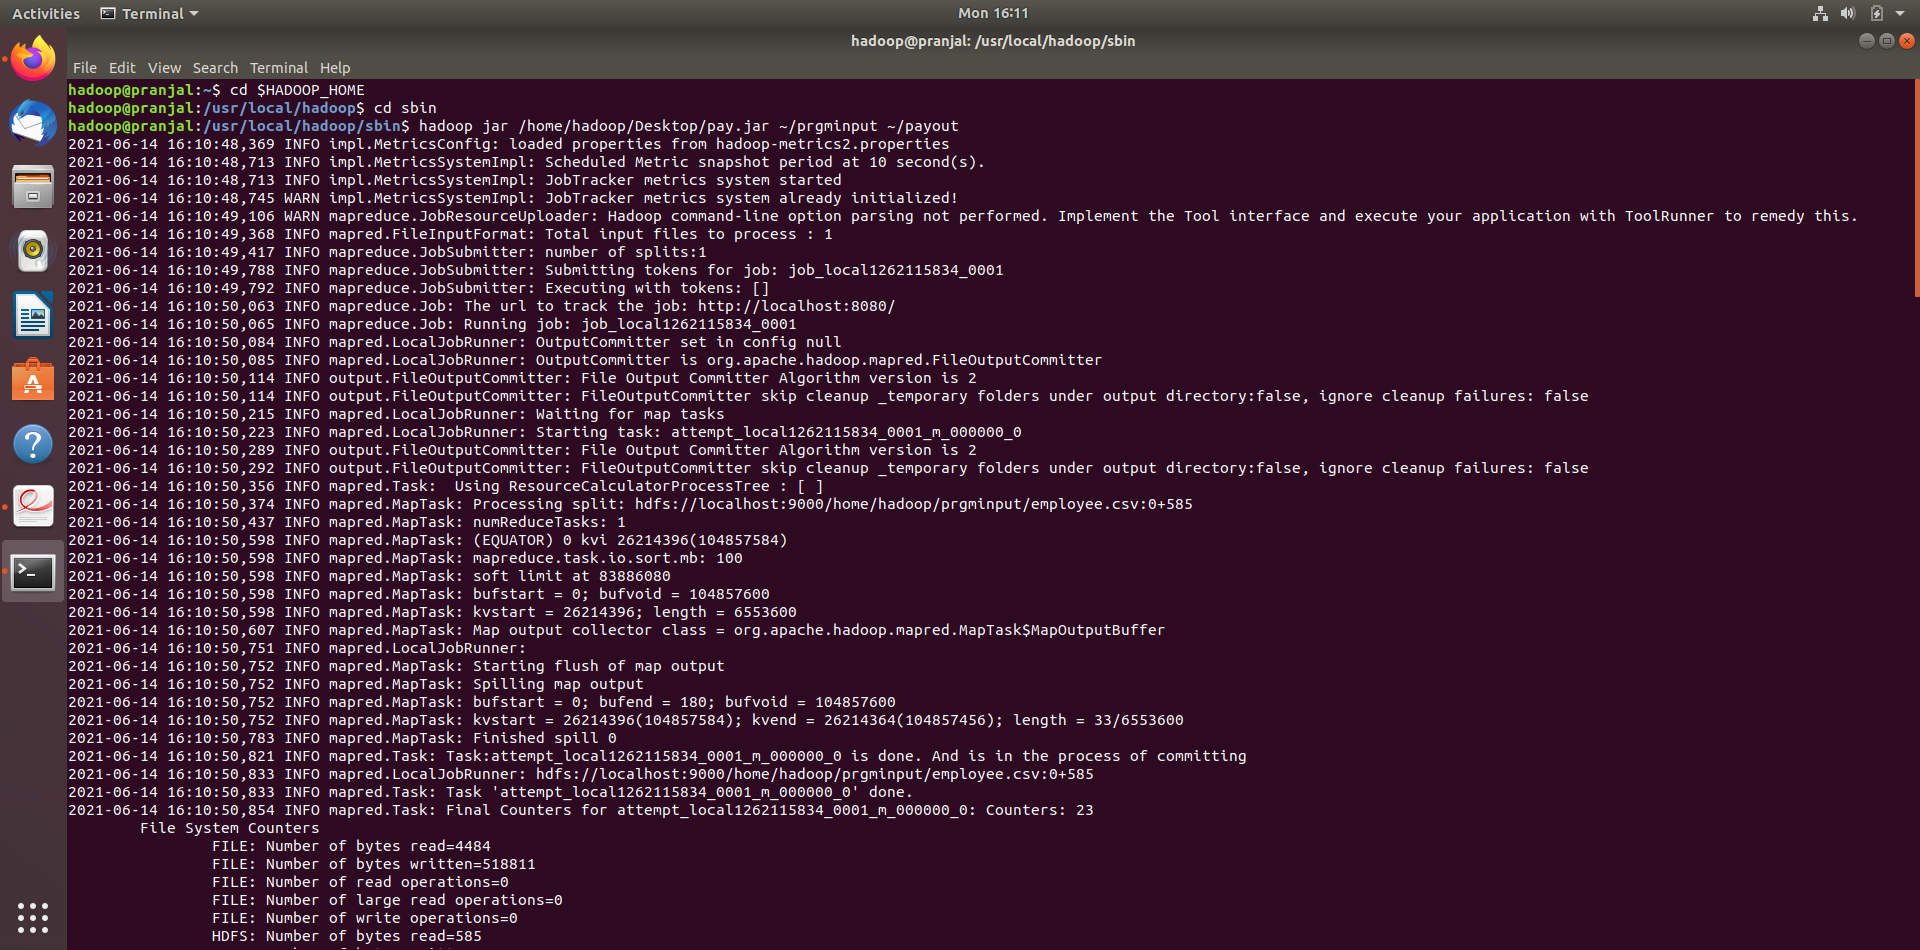 Activities
Terminal
Mon 16:11
hadoop@pranjal: /usr/local/hadoop/sbin
File Edit View Search Terminal Help
hadoop@pranjal:~$ cd $HADOOP_HOME
hadoop@pranjal:/usr/local/hadoop$ cd sbin
hadoop@pranjal:/usr/local/hadoop/sbin$ hadoop jar /home/hadoop/Desktop/pay.jar ~/prgminput ~/payout
2021-06-14 16:10:48,369 INFO impl.MetricsConfig: loaded properties from hadoop-metrics2.properties
2021-06-14 16:10:48,713 INFO impl.MetricsSystemImpl: Scheduled Metric snapshot period at 10 second(s).
2021-06-14 16:10:48,713 INFO impl.MetricsSystemImpl: JobTracker metrics system started
2021-06-14 16:10:48,745 WARN impl.MetricsSystemImpl: JobTracker metrics system already initialized!
2021-06-14 16:10:49,106 WARN mapreduce.JobResourceUploader: Hadoop command-line option parsing not performed. Implement the Tool interface and execute your application with ToolRunner to remedy this.
2021-06-14 16:10:49,368 INFO mapred.FileInputFormat: Total input files to process : 1
2021-06-14 16:10:49,417 INFO mapreduce.JobSubmitter: number of splits:1
2021-06-14 16:10:49,788 INFO mapreduce.JobSubmitter: Submitting tokens for job: job_local1262115834_0001
2021-06-14 16:10:49,792 INFO mapreduce.JobSubmitter: Executing with tokens: []
2021-06-14 16:10:50,063 INFO mapreduce.Job: The url to track the job: http://localhost:8080/
2021-06-14 16:10:50,065 INFO mapreduce.Job: Running job: job_local1262115834_0001
2021-06-14 16:10:50,084 INFO mapred.LocalJobRunner: OutputCommitter set in config null
2021-06-14 16:10:50,085 INFO mapred.LocalJobRunner: OutputCommitter is org.apache.hadoop.mapred.FileOutputCommitter
2021-06-14 16:10:50,114 INFO output.FileOutputCommitter: File Output Committer Algorithm version is 2
2021-06-14 16:10:50,114 INFO output.FileOutputCommitter: FileOutputCommitter skip cleanup _temporary folders under output directory:false, ignore cleanup failures: false
2021-06-14 16:10:50,215 INFO mapred.LocalJobRunner: Waiting for map tasks
2021-06-14 16:10:50,223 INFO mapred.LocalJobRunner: Starting task: attempt_local1262115834_0001_m_000000_0
2021-06-14 16:10:50,289 INFO output.FileOutputCommitter: File Output Committer Algorithm version is 2
2021-06-14 16:10:50,292 INFO output.FileOutputCommitter: FileOutputCommitter skip cleanup _temporary folders under output directory:false, ignore cleanup failures: false
2021-06-14 16:10:50,356 INFO mapred.Task:  Using ResourceCalculatorProcessTree : [ ]
2021-06-14 16:10:50,374 INFO mapred.MapTask: Processing split: hdfs://localhost:9000/home/hadoop/prgminput/employee.csv:0+585
2021-06-14 16:10:50,437 INFO mapred.MapTask: numReduceTasks: 1
2021-06-14 16:10:50,598 INFO mapred.MapTask: (EQUATOR) 0 kvi 26214396(104857584)
2021-06-14 16:10:50,598 INFO mapred.MapTask: mapreduce.task.io.sort.mb: 100
2021-06-14 16:10:50,598 INFO mapred.MapTask: soft limit at 83886080
2021-06-14 16:10:50,598 INFO mapred.MapTask: bufstart = 0; bufvoid = 104857600
2021-06-14 16:10:50,598 INFO mapred.MapTask: kvstart = 26214396; length = 6553600
2021-06-14 16:10:50,607 INFO mapred.MapTask: Map output collector class = org.apache.hadoop.mapred.MapTask$MapOutputBuffer
2021-06-14 16:10:50,751 INFO mapred.LocalJobRunner:
2021-06-14 16:10:50,752 INFO mapred.MapTask: Starting flush of map output
2021-06-14 16:10:50,752 INFO mapred.MapTask: Spilling map output
2021-06-14 16:10:50,752 INFO mapred.MapTask: bufstart = 0; bufend = 180; bufvoid = 104857600
2021-06-14 16:10:50,752 INFO mapred.MapTask: kvstart = 26214396(104857584); kvend = 26214364(104857456); length = 33/6553600
2021-06-14 16:10:50,783 INFO mapred.MapTask: Finished spill 0
2021-06-14 16:10:50,821 INFO mapred.Task: Task:attempt_local1262115834_0001_m_000000_0 is done. And is in the process of committing
2021-06-14 16:10:50,833 INFO mapred.LocalJobRunner: hdfs://localhost:9000/home/hadoop/prgminput/employee.csv:0+585
2021-06-14 16:10:50,833 INFO mapred.Task: Task 'attempt_local1262115834_0001_m_000000_0' done.
2021-06-14 16:10:50,854 INFO mapred.Task: Final Counters for attempt_local1262115834_0001_m_000000_0: Counters: 23
File System Counters
FILE: Number of bytes read=4484
FILE: Number of bytes written=518811
FILE: Number of read operations=0
FILE: Number of large read operations=0
FILE: Number of write operations=0
HDFS: Number of bytes read=585